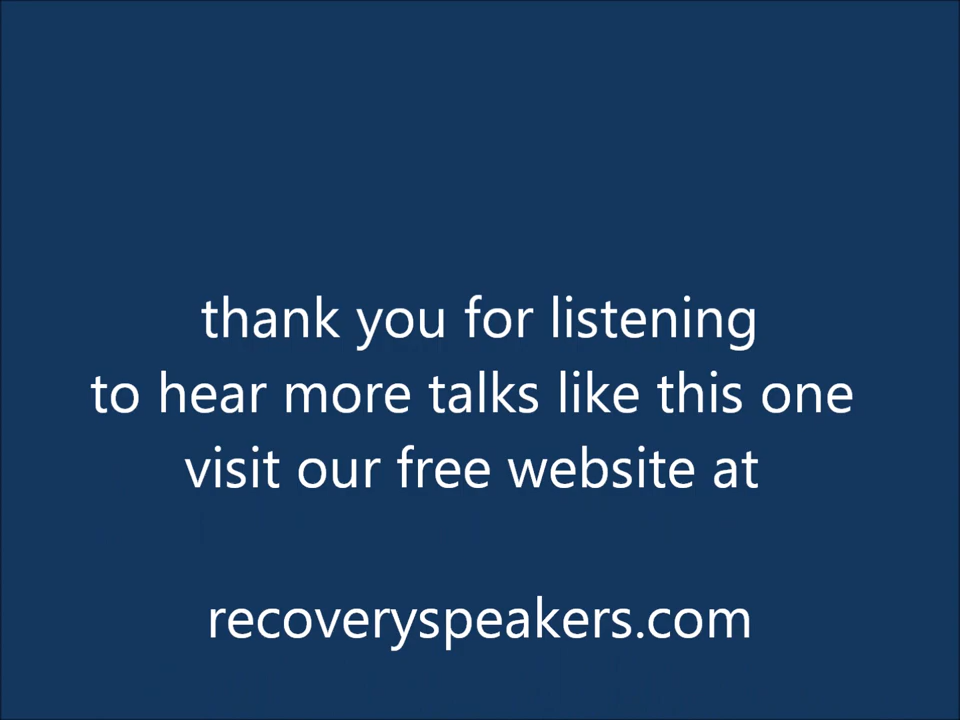 thank you for listening
to hear more talks like this one
visit our free website at
recoveryspeakers.com